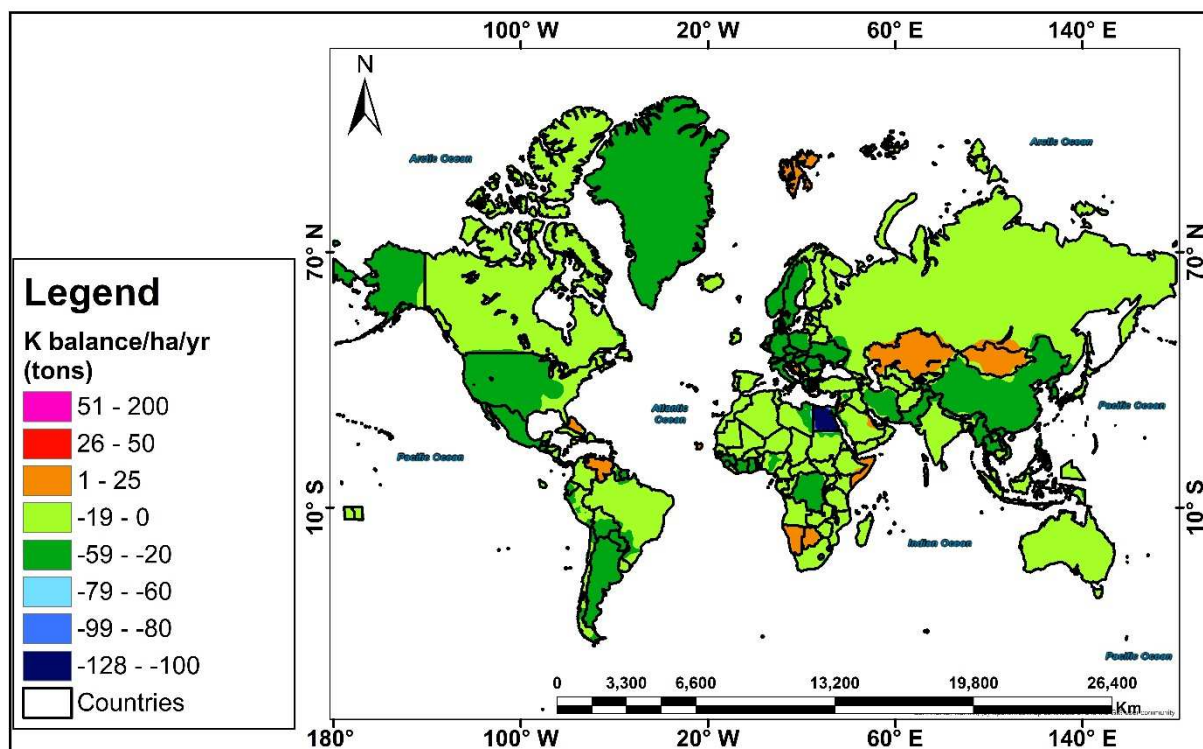 100° W 20° W 60° E 140° E
N
Arctic Ocean
Arctic Ocean
70° N
70° N
Legend
K balance/ha/yr
(tons)
51 - 200
26 - 50
1 - 25
-19 - 0
-59 - -20
-79 - -60
-99 - -80
-128 - -100
Countries
Atlantic
Ocean
Pacific Ocean
Pacific Ocean
10° S
10° S
Indian Ocean
Pacific Ocean
0 3,300 6,600 13,200 19,800 26,400
Km
user community
180° 100° W 20° W 60° E 140° E